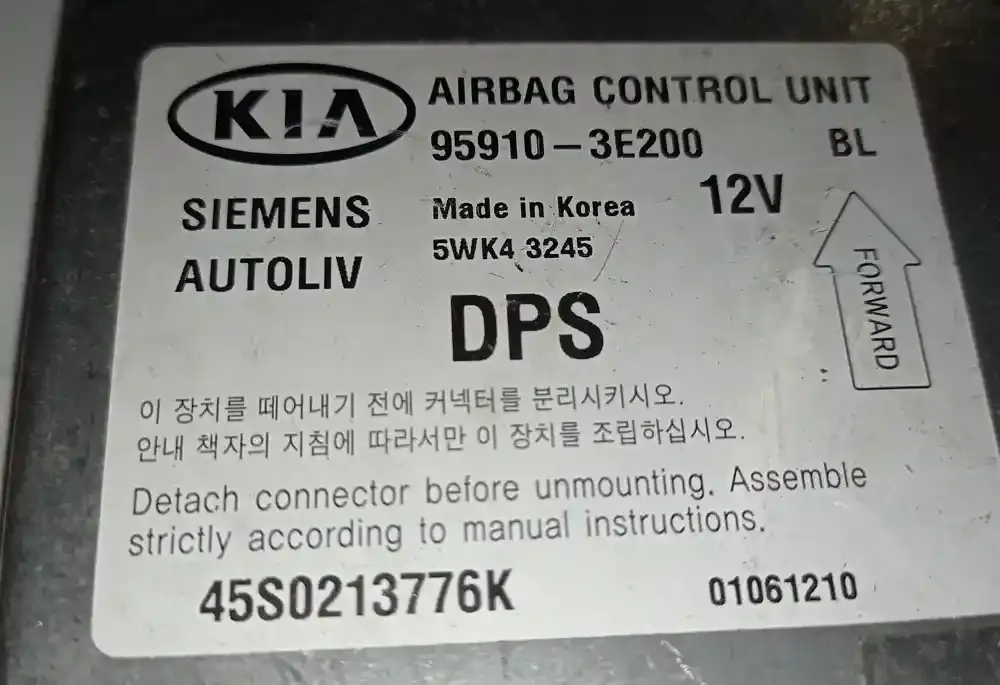 KIA
AIRBAG CONTROL UNIT
95910-3E200 BL
SIEMENS
AUTOLIV
Made in Korea 12V
5WK4 3245
DPS
FORWARD
이 장치를 떼어내기 전에 커넥터를 분리시키시오.
안내 책자의 지침에 따라서만 이 장치를 조립하십시오.
Detach connector before unmounting. Assemble
strictly according to manual instructions.
45S0213776K 01061210